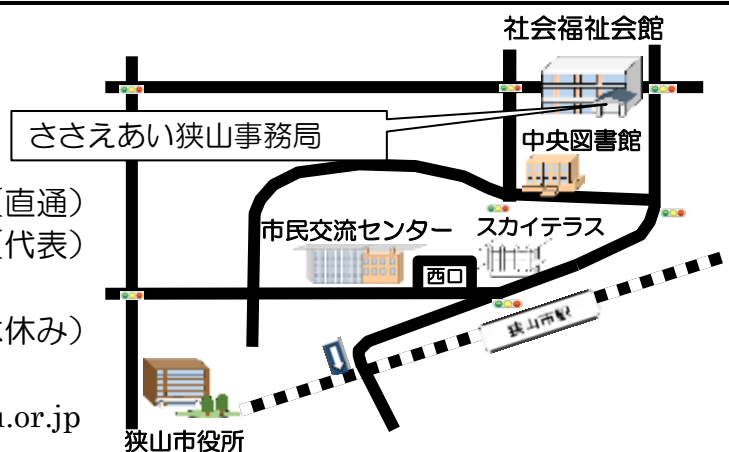 社会福祉会館
ささえあい狭山事務局
中央図書館
(直通)
市民交流センター
スカイテラス
(代表)
西口
狭山市駅
休み)
u.or.jp
狭山市役所